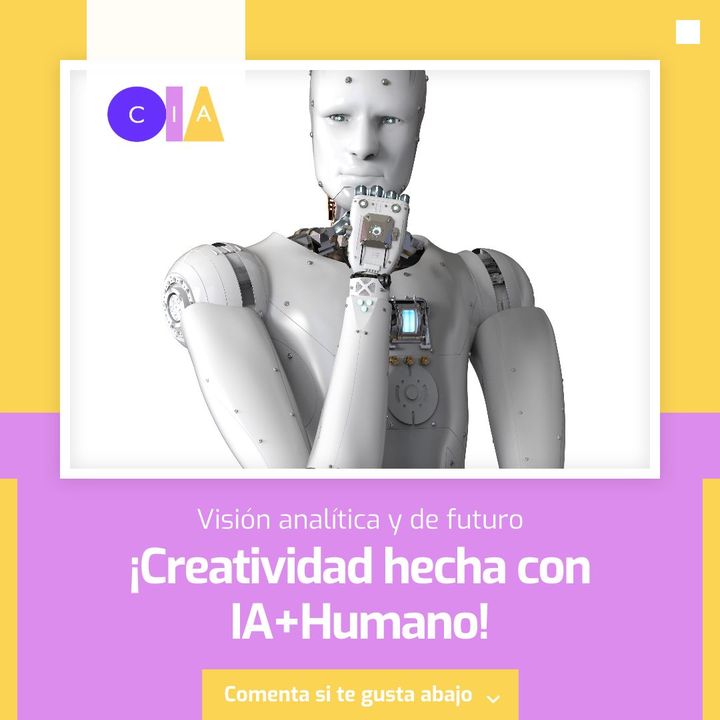 C I A
Visión analítica y de futuro
¡Creatividad hecha con
IA+Humano!
Comenta si te gusta abajo